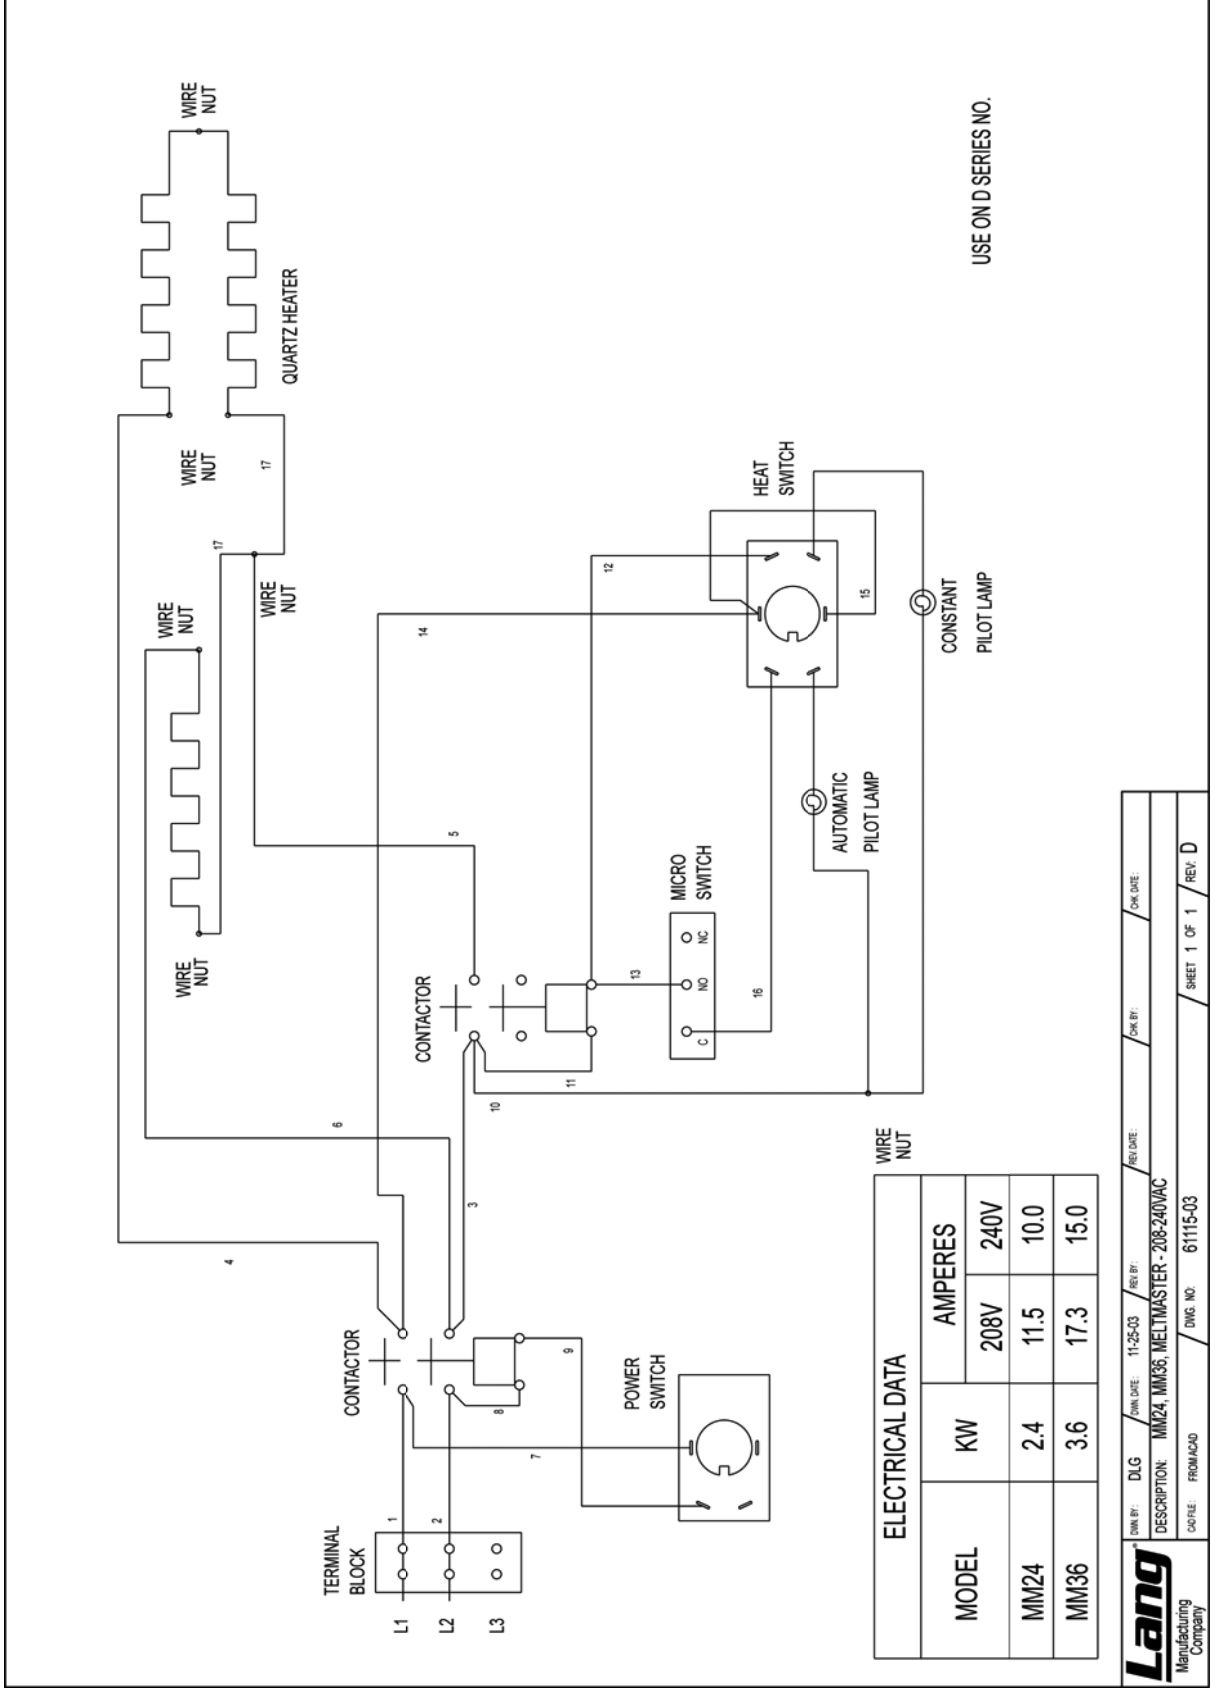 WIRE
NUT
QUARTZ HEATER
WIRE
NUT
17
17
WIRE
NUT
WIRE
NUT
WIRE
NUT
4
6
14
5
12
HEAT
SWITCH
15
CONSTANT
PILOT LAMP
AUTOMATIC
PILOT LAMP
MICRO
SWITCH
NC
NO
C
13
16
CONTACTOR
11
10
3
CONTACTOR
9
8
7
POWER
SWITCH
TERMINAL
BLOCK
1
2
L1
L2
L3
WIRE
NUT
USE ON D SERIES NO.
ELECTRICAL DATA
MODEL KW AMPERES
208V 240V
MM24 2.4 11.5 10.0
MM36 3.6 17.3 15.0
Lang
Manufacturing
Company
DWN. BY: DLG DWN. DATE: 11-25-03 REV. BY: REV. DATE: CHK. BY: CHK. DATE:
DESCRIPTION: MM24, MM36, MELTMASTER - 208-240VAC
CAD FILE: FROMACAD DWG. NO: 61115-03 SHEET 1 OF 1 REV: D